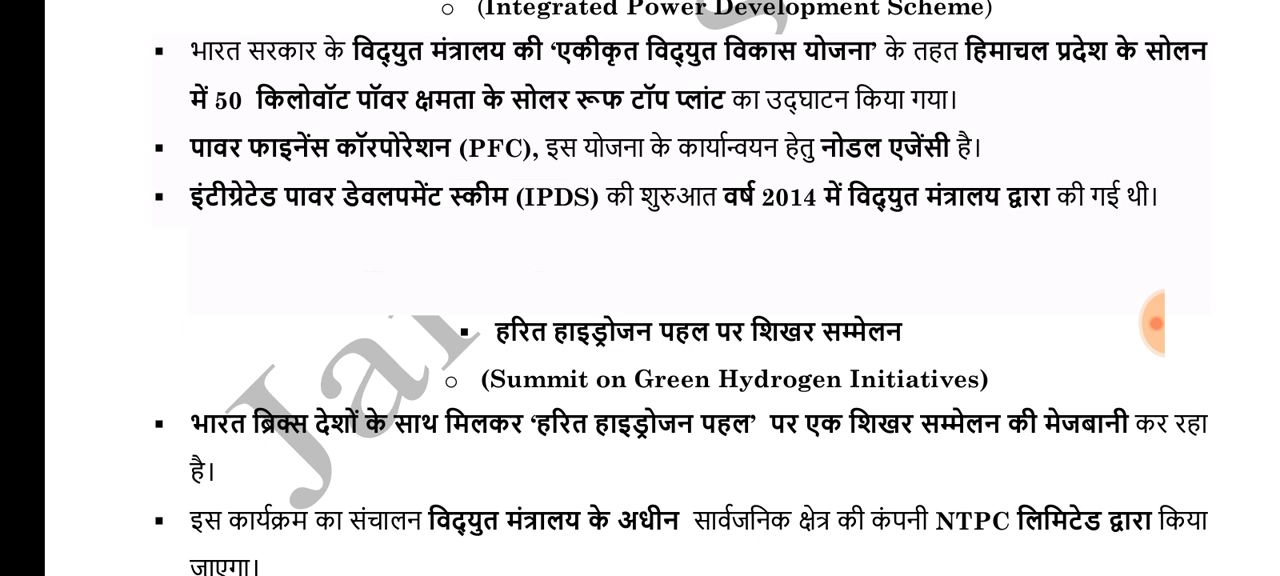 o (Integrated Power Development Scheme)
▪ भारत सरकार के विद्युत मंत्रालय की ‘एकीकृत विद्युत विकास योजना’ के तहत हिमाचल प्रदेश के सोलन
में 50 किलोवॉट पॉवर क्षमता के सोलर रूफ टॉप प्लांट का उद्घाटन किया गया।
▪ पावर फाइनेंस कॉरपोरेशन (PFC), इस योजना के कार्यान्वयन हेतु नोडल एजेंसी है।
▪ इंटीग्रेटेड पावर डेवलपमेंट स्कीम (IPDS) की शुरुआत वर्ष 2014 में विद्युत मंत्रालय द्वारा की गई थी।
▪ हरित हाइड्रोजन पहल पर शिखर सम्मेलन
o (Summit on Green Hydrogen Initiatives)
▪ भारत ब्रिक्स देशों के साथ मिलकर ‘हरित हाइड्रोजन पहल’ पर एक शिखर सम्मेलन की मेजबानी कर रहा
है।
▪ इस कार्यक्रम का संचालन विद्युत मंत्रालय के अधीन सार्वजनिक क्षेत्र की कंपनी NTPC लिमिटेड द्वारा किया
जाएगा।